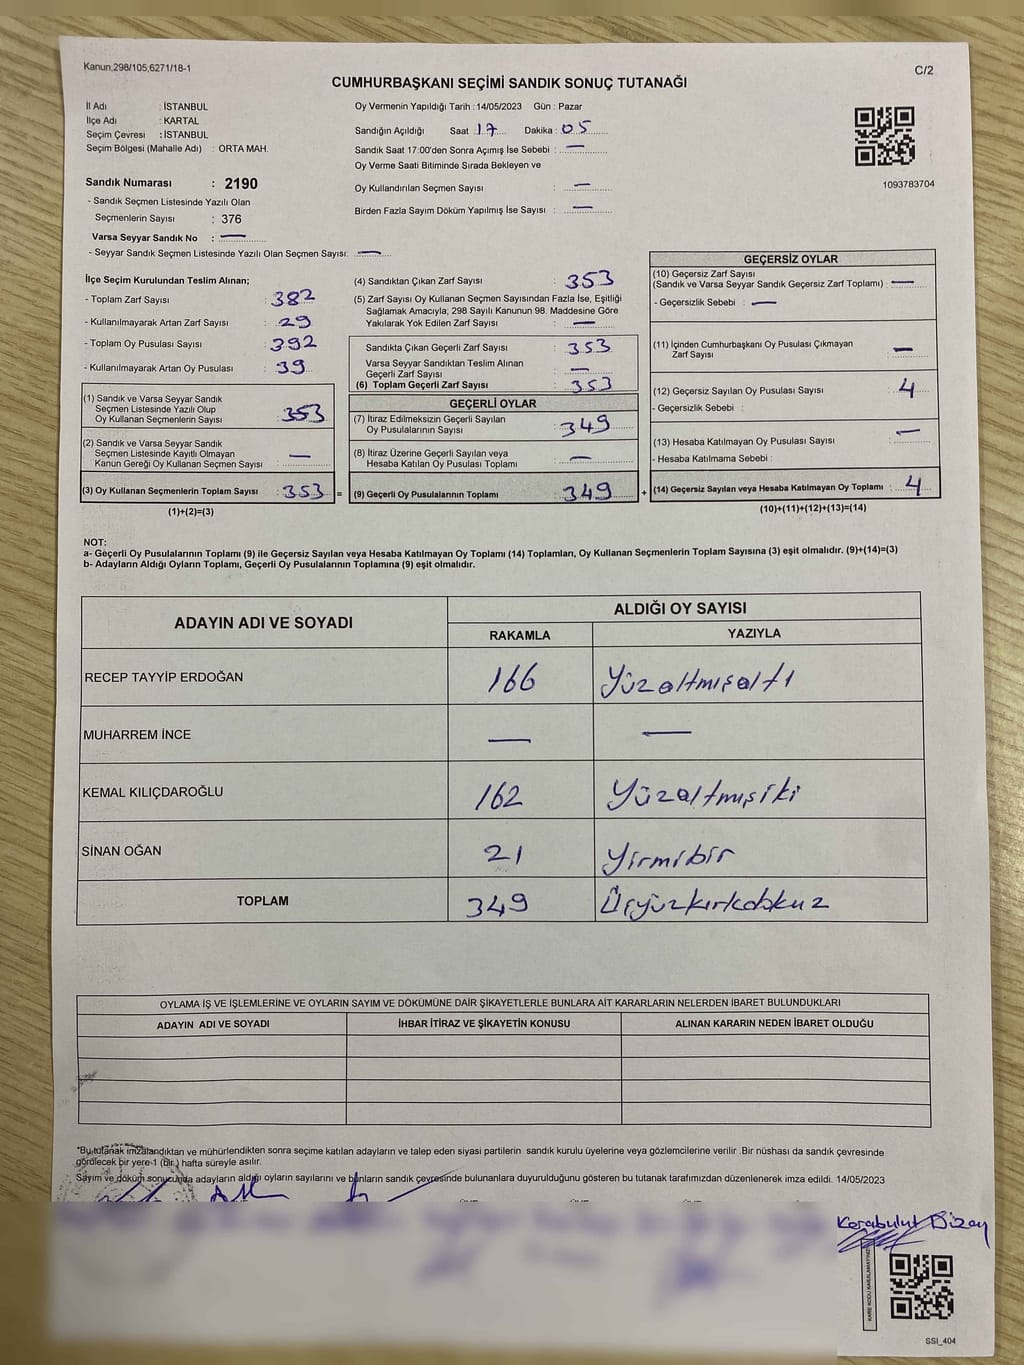 Kanun,298/105,6271/18-1
C/2
CUMHURBAŞKANI SEÇİMİ SANDIK SONUÇ TUTANAĞI
İl Adı : İSTANBUL
İlçe Adı : KARTAL
Seçim Çevresi : İSTANBUL
Seçim Bölgesi (Mahalle Adı) : ORTA MAH.
Sandık Numarası : 2190
- Sandık Seçmen Listesinde Yazılı Olan
Seçmenlerin Sayısı : 376
Varsa Seyyar Sandık No : —
- Seyyar Sandık Seçmen Listesinde Yazılı Olan Seçmen Sayısı: —
Oy Vermenin Yapıldığı Tarih : 14/05/2023 Gün : Pazar
Sandığın Açıldığı Saat : 17 Dakika : 05
Sandık Saat 17:00'den Sonra Açımış İse Sebebi : —
Oy Verme Saati Bitiminde Sırada Bekleyen ve
Oy Kullandırılan Seçmen Sayısı : —
Birden Fazla Sayım Döküm Yapılmış İse Sayısı : —
1093783704
İlçe Seçim Kurulundan Teslim Alınan;
- Toplam Zarf Sayısı : 382
- Kullanılmayarak Artan Zarf Sayısı : 29
- Toplam Oy Pusulası Sayısı : 392
- Kullanılmayarak Artan Oy Pusulası : 39
(1) Sandık ve Varsa Seyyar Sandık
Seçmen Listesinde Yazılı Olup
Oy Kullanan Seçmenlerin Sayısı : 353
(2) Sandık ve Varsa Seyyar Sandık
Seçmen Listesinde Kayıtlı Olmayan
Kanun Gereği Oy Kullanan Seçmen Sayısı : —
(3) Oy Kullanan Seçmenlerin Toplam Sayısı : 353 =
(1)+(2)=(3)
(4) Sandıktan Çıkan Zarf Sayısı : 353
(5) Zarf Sayısı Oy Kullanan Seçmen Sayısından Fazla İse, Eşitliği
Sağlamak Amacıyla; 298 Sayılı Kanunun 98. Maddesine Göre
Yakılarak Yok Edilen Zarf Sayısı : —
Sandıkta Çıkan Geçerli Zarf Sayısı : 353
Varsa Seyyar Sandıktan Teslim Alınan
Geçerli Zarf Sayısı : —
(6) Toplam Geçerli Zarf Sayısı : 353
GEÇERLİ OYLAR
(7) İtiraz Edilmeksizin Geçerli Sayılan
Oy Pusulalarının Sayısı : 349
(8) İtiraz Üzerine Geçerli Sayılan veya
Hesaba Katılan Oy Pusulası Toplamı : —
(9) Geçerli Oy Pusulalarının Toplamı : 349 +
GEÇERSİZ OYLAR
(10) Geçersiz Zarf Sayısı
(Sandık ve Varsa Seyyar Sandık Geçersiz Zarf Toplamı) : —
- Geçersizlik Sebebi : —
(11) İçinden Cumhurbaşkanı Oy Pusulası Çıkmayan
Zarf Sayısı : —
(12) Geçersiz Sayılan Oy Pusulası Sayısı : 4
- Geçersizlik Sebebi :
(13) Hesaba Katılmayan Oy Pusulası Sayısı : —
- Hesaba Katılmama Sebebi :
(14) Geçersiz Sayılan veya Hesaba Katılmayan Oy Toplamı : 4
(10)+(11)+(12)+(13)=(14)
NOT:
a- Geçerli Oy Pusulalarının Toplamı (9) ile Geçersiz Sayılan veya Hesaba Katılmayan Oy Toplamı (14) Toplamları, Oy Kullanan Seçmenlerin Toplam Sayısına (3) eşit olmalıdır. (9)+(14)=(3)
b- Adayların Aldığı Oyların Toplamı, Geçerli Oy Pusulalarının Toplamına (9) eşit olmalıdır.
ADAYIN ADI VE SOYADI
ALDIĞI OY SAYISI
RAKAMLA YAZIYLA
RECEP TAYYİP ERDOĞAN 166 Yüzaltmışaltı
MUHARREM İNCE — —
KEMAL KILIÇDAROĞLU 162 Yüzaltmışiki
SİNAN OĞAN 21 Yirmibir
TOPLAM 349 Üçyüzkırkdokuz
OYLAMA İŞ VE İŞLEMLERİNE VE OYLARIN SAYIM VE DÖKÜMÜNE DAİR ŞİKAYETLERLE BUNLARA AİT KARARLARIN NELERDEN İBARET BULUNDUKLARI
ADAYIN ADI VE SOYADI İHBAR İTİRAZ VE ŞİKAYETİN KONUSU ALINAN KARARIN NEDEN İBARET OLDUĞU
*Bu tutanak imzalandıktan ve mühürlendikten sonra seçime katılan adayların ve talep eden siyasi partilerin sandık kurulu üyelerine veya gözlemcilerine verilir .Bir nüshası da sandık çevresinde
görülecek bir yere 1 (bir.) hafta süreyle asılır.
Sayım ve döküm sonucunda adayların aldığı oyların sayılarını ve bunların sandık çevresinde bulunanlara duyurulduğunu gösteren bu tutanak tarafımızdan düzenlenerek imza edildi. 14/05/2023
Karabulut Dizay
SSI_404